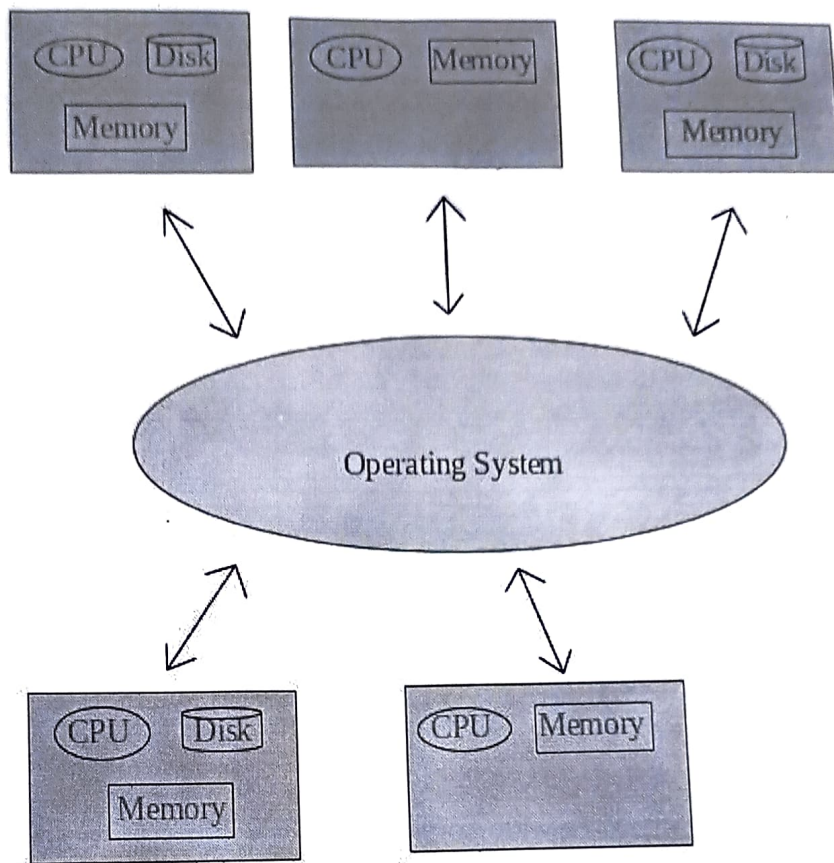 CPU Disk
Memory
CPU Memory
CPU Disk
Memory
Operating System
CPU Disk
Memory
CPU Memory